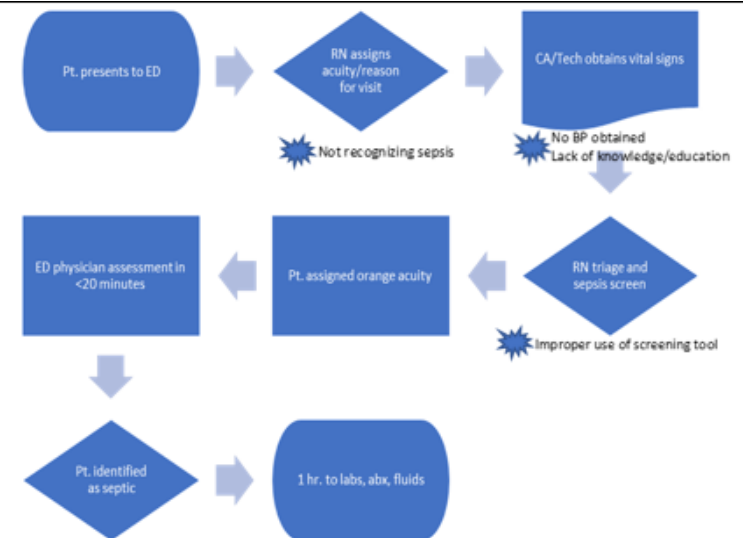 Pt. presents to ED
RN assigns
acuity/reason
for visit
CA/Tech obtains vital signs
Not recognizing sepsis
No BP obtained
Lack of knowledge/education
ED physician assessment in
<20 minutes
Pt. assigned orange acuity
RN triage and
sepsis screen
Improper use of screening tool
Pt. identified
as septic
1 hr. to labs, abx, fluids